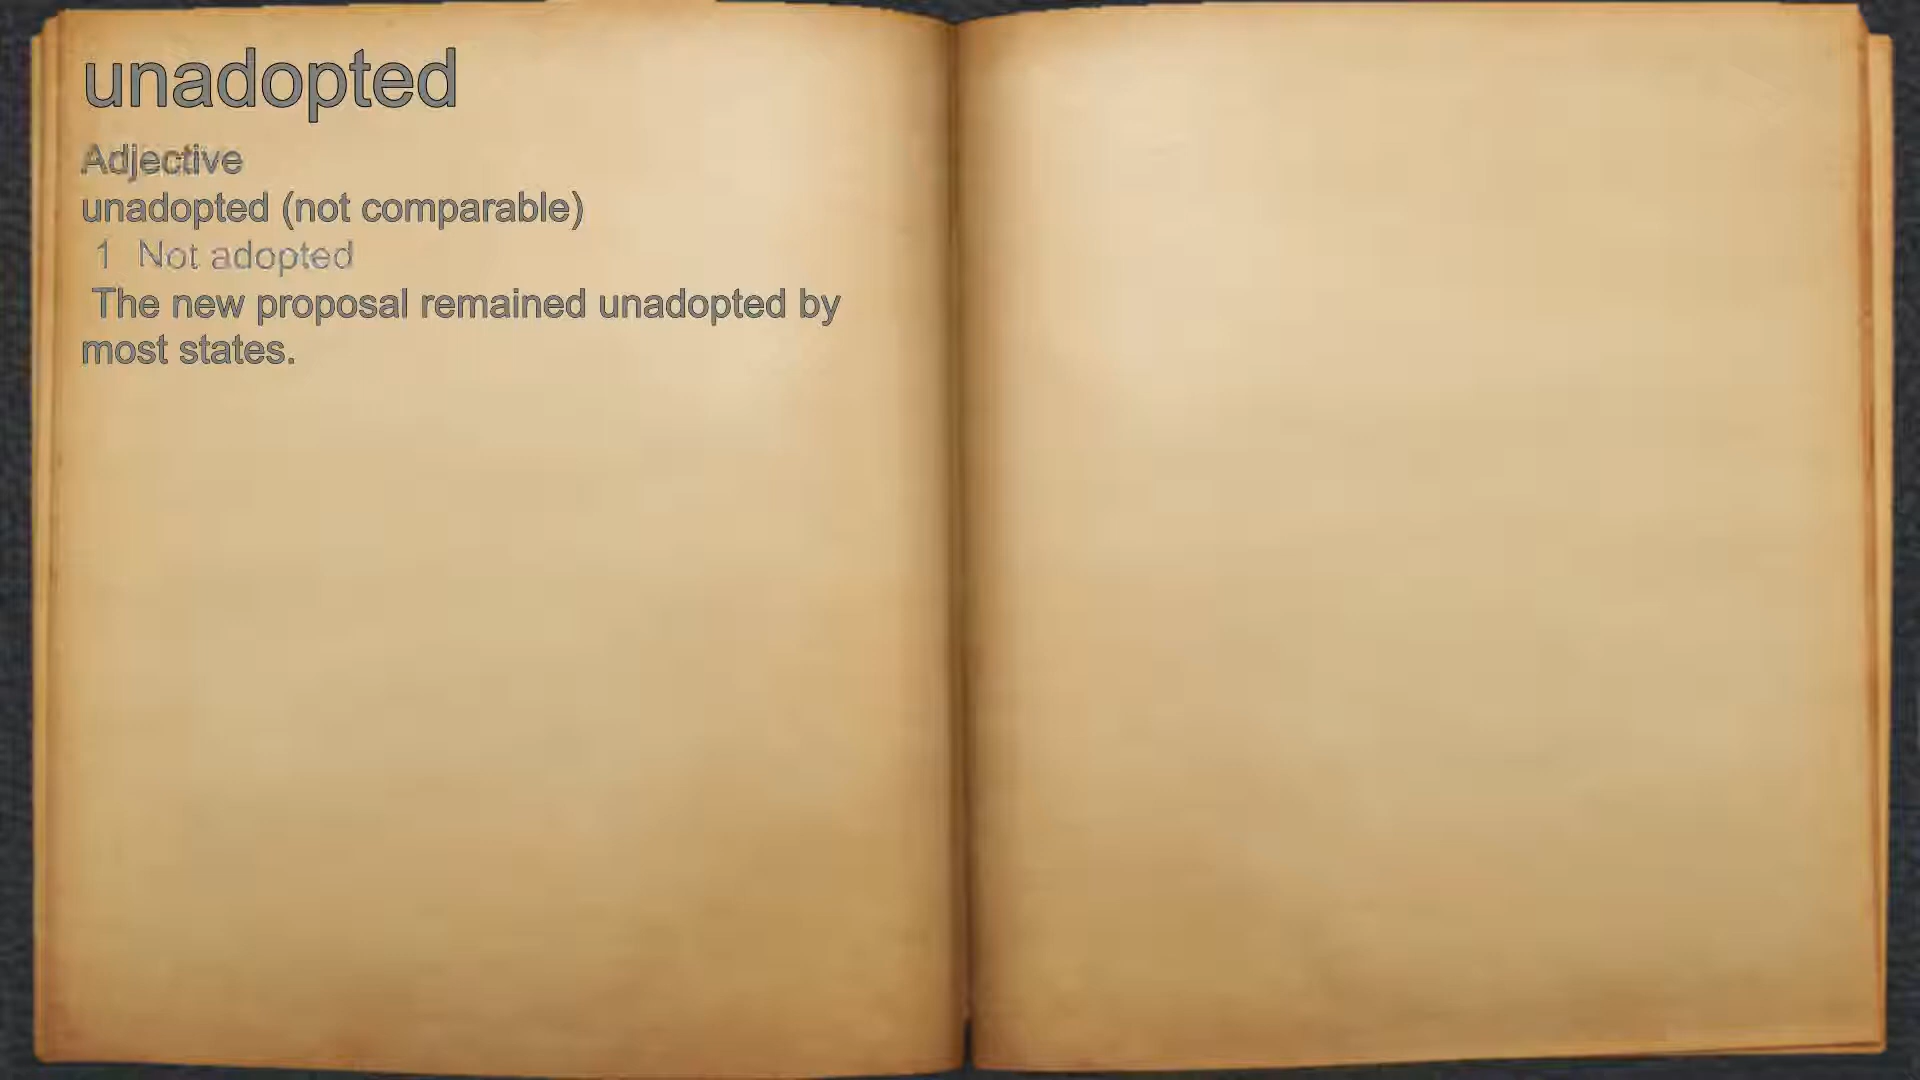 unadopted
Adjective
unadopted (not comparable)
1 Not adopted
The new proposal remained unadopted by
most states.